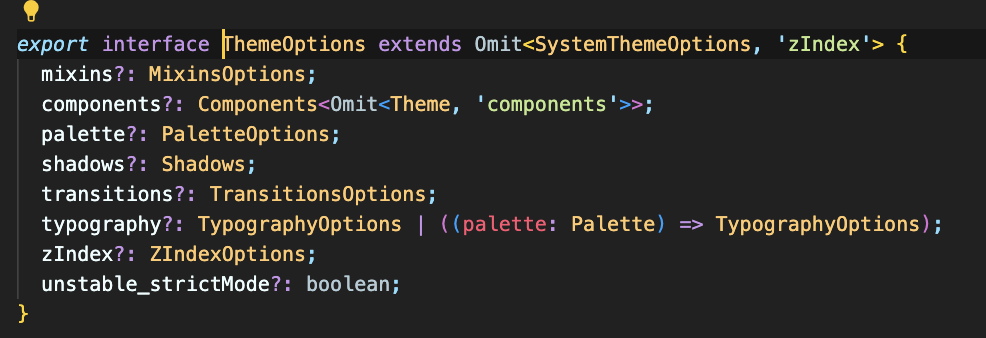 export interface ThemeOptions extends Omit<SystemThemeOptions, 'zIndex'> {
  mixins?: MixinsOptions;
  components?: Components<Omit<Theme, 'components'>>;
  palette?: PaletteOptions;
  shadows?: Shadows;
  transitions?: TransitionsOptions;
  typography?: TypographyOptions | ((palette: Palette) => TypographyOptions);
  zIndex?: ZIndexOptions;
  unstable_strictMode?: boolean;
}